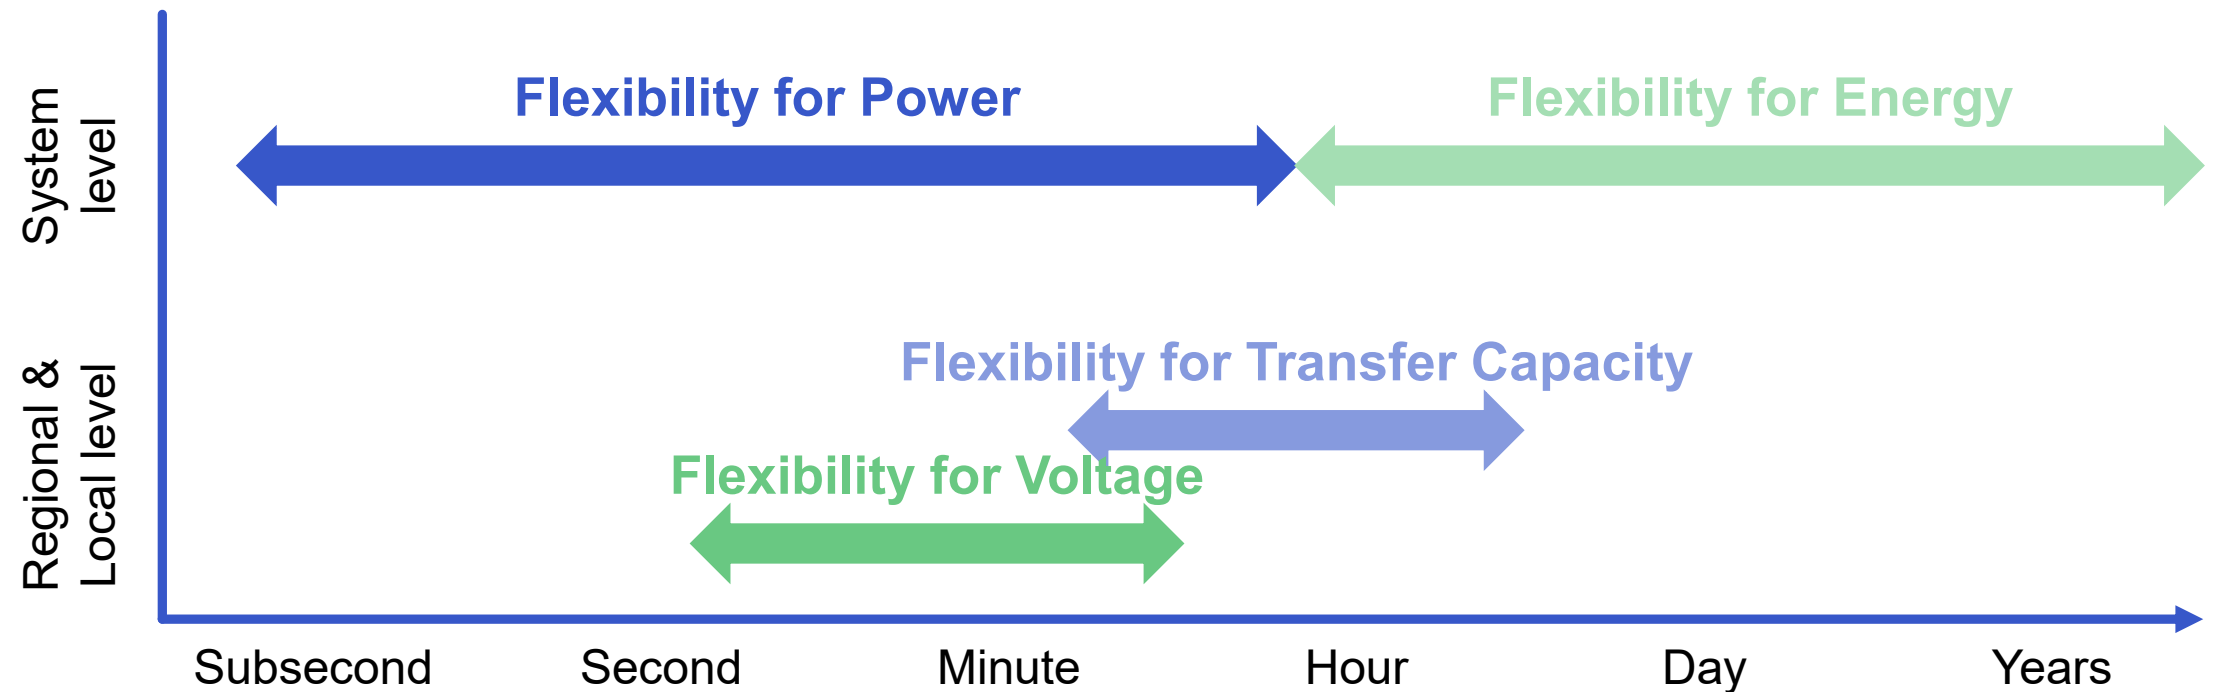 System
level
Flexibility for Power
Flexibility for Energy
Regional &
Local level
Flexibility for Transfer Capacity
Flexibility for Voltage
Subsecond
Second
Minute
Hour
Day
Years